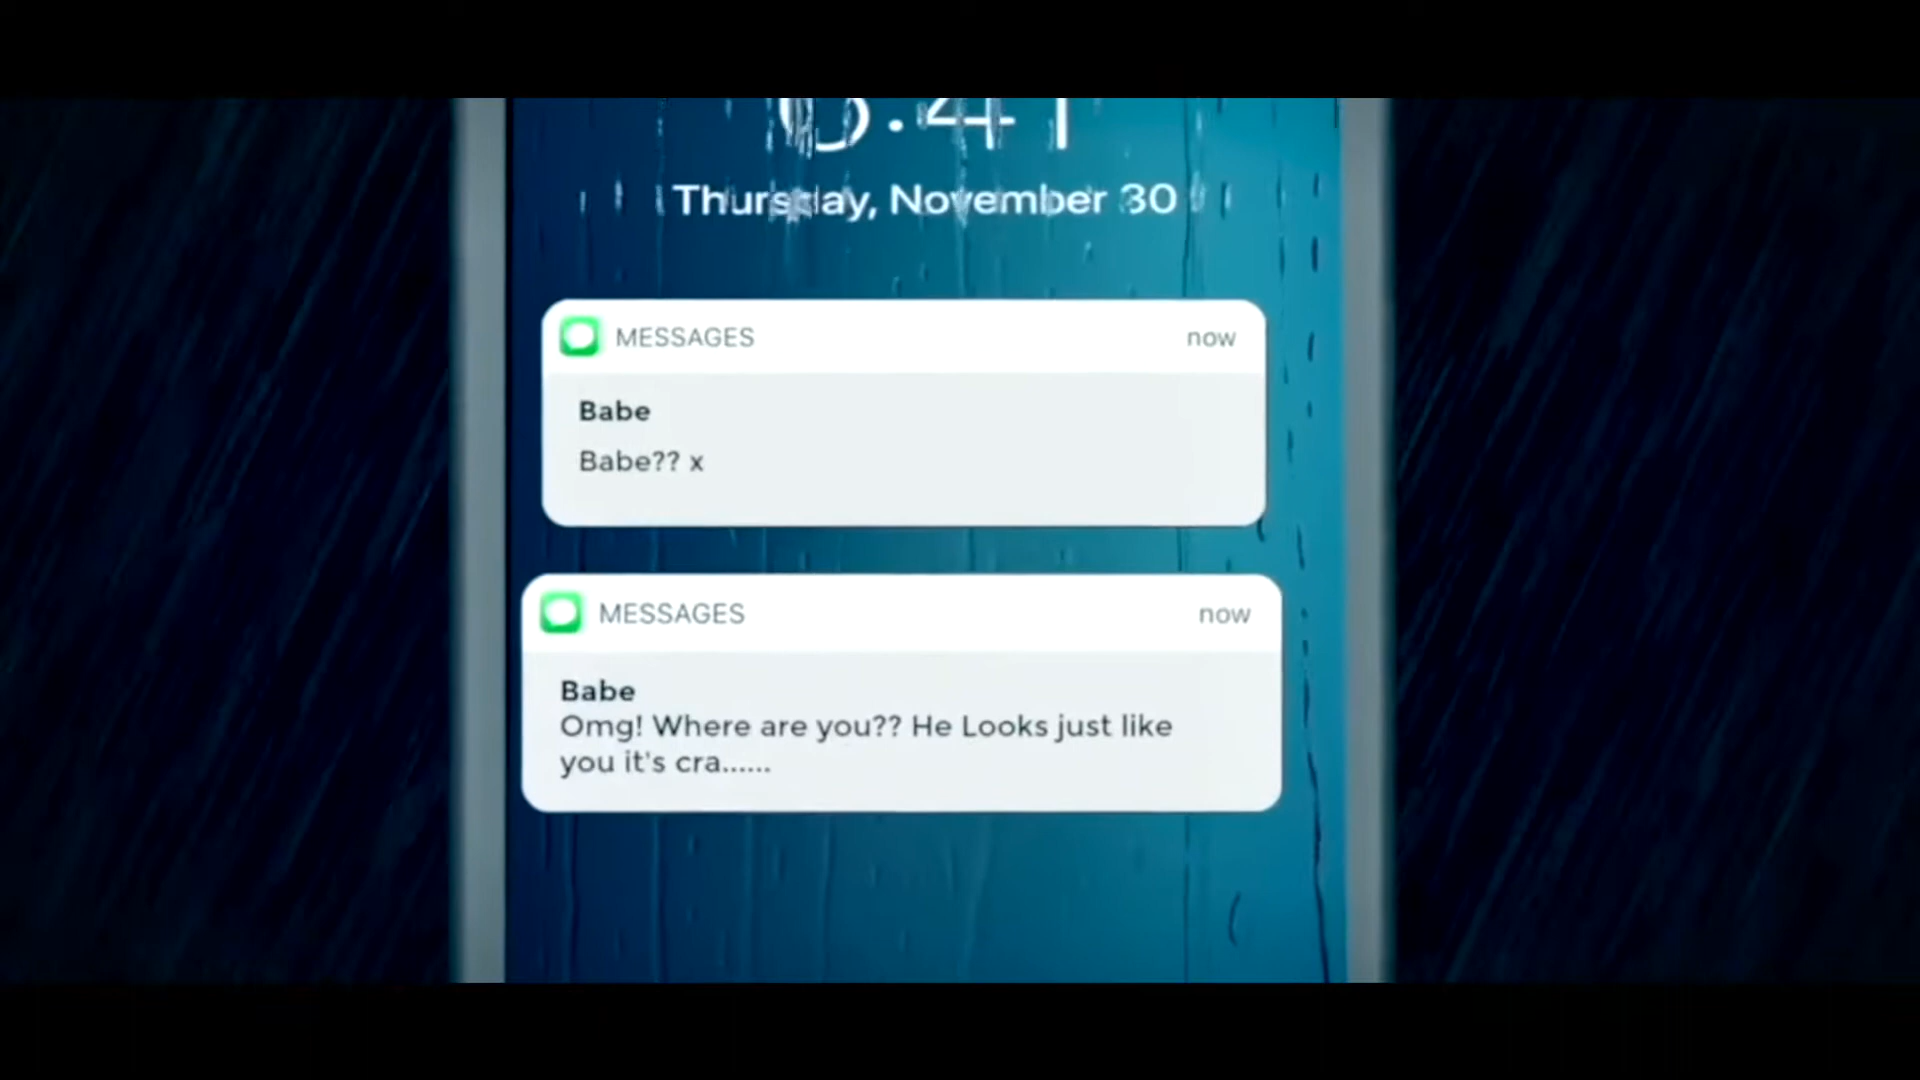 Thursday, November 30
MESSAGES now
Babe
Babe?? x
MESSAGES now
Babe
Omg! Where are you?? He Looks just like
you it's cra......